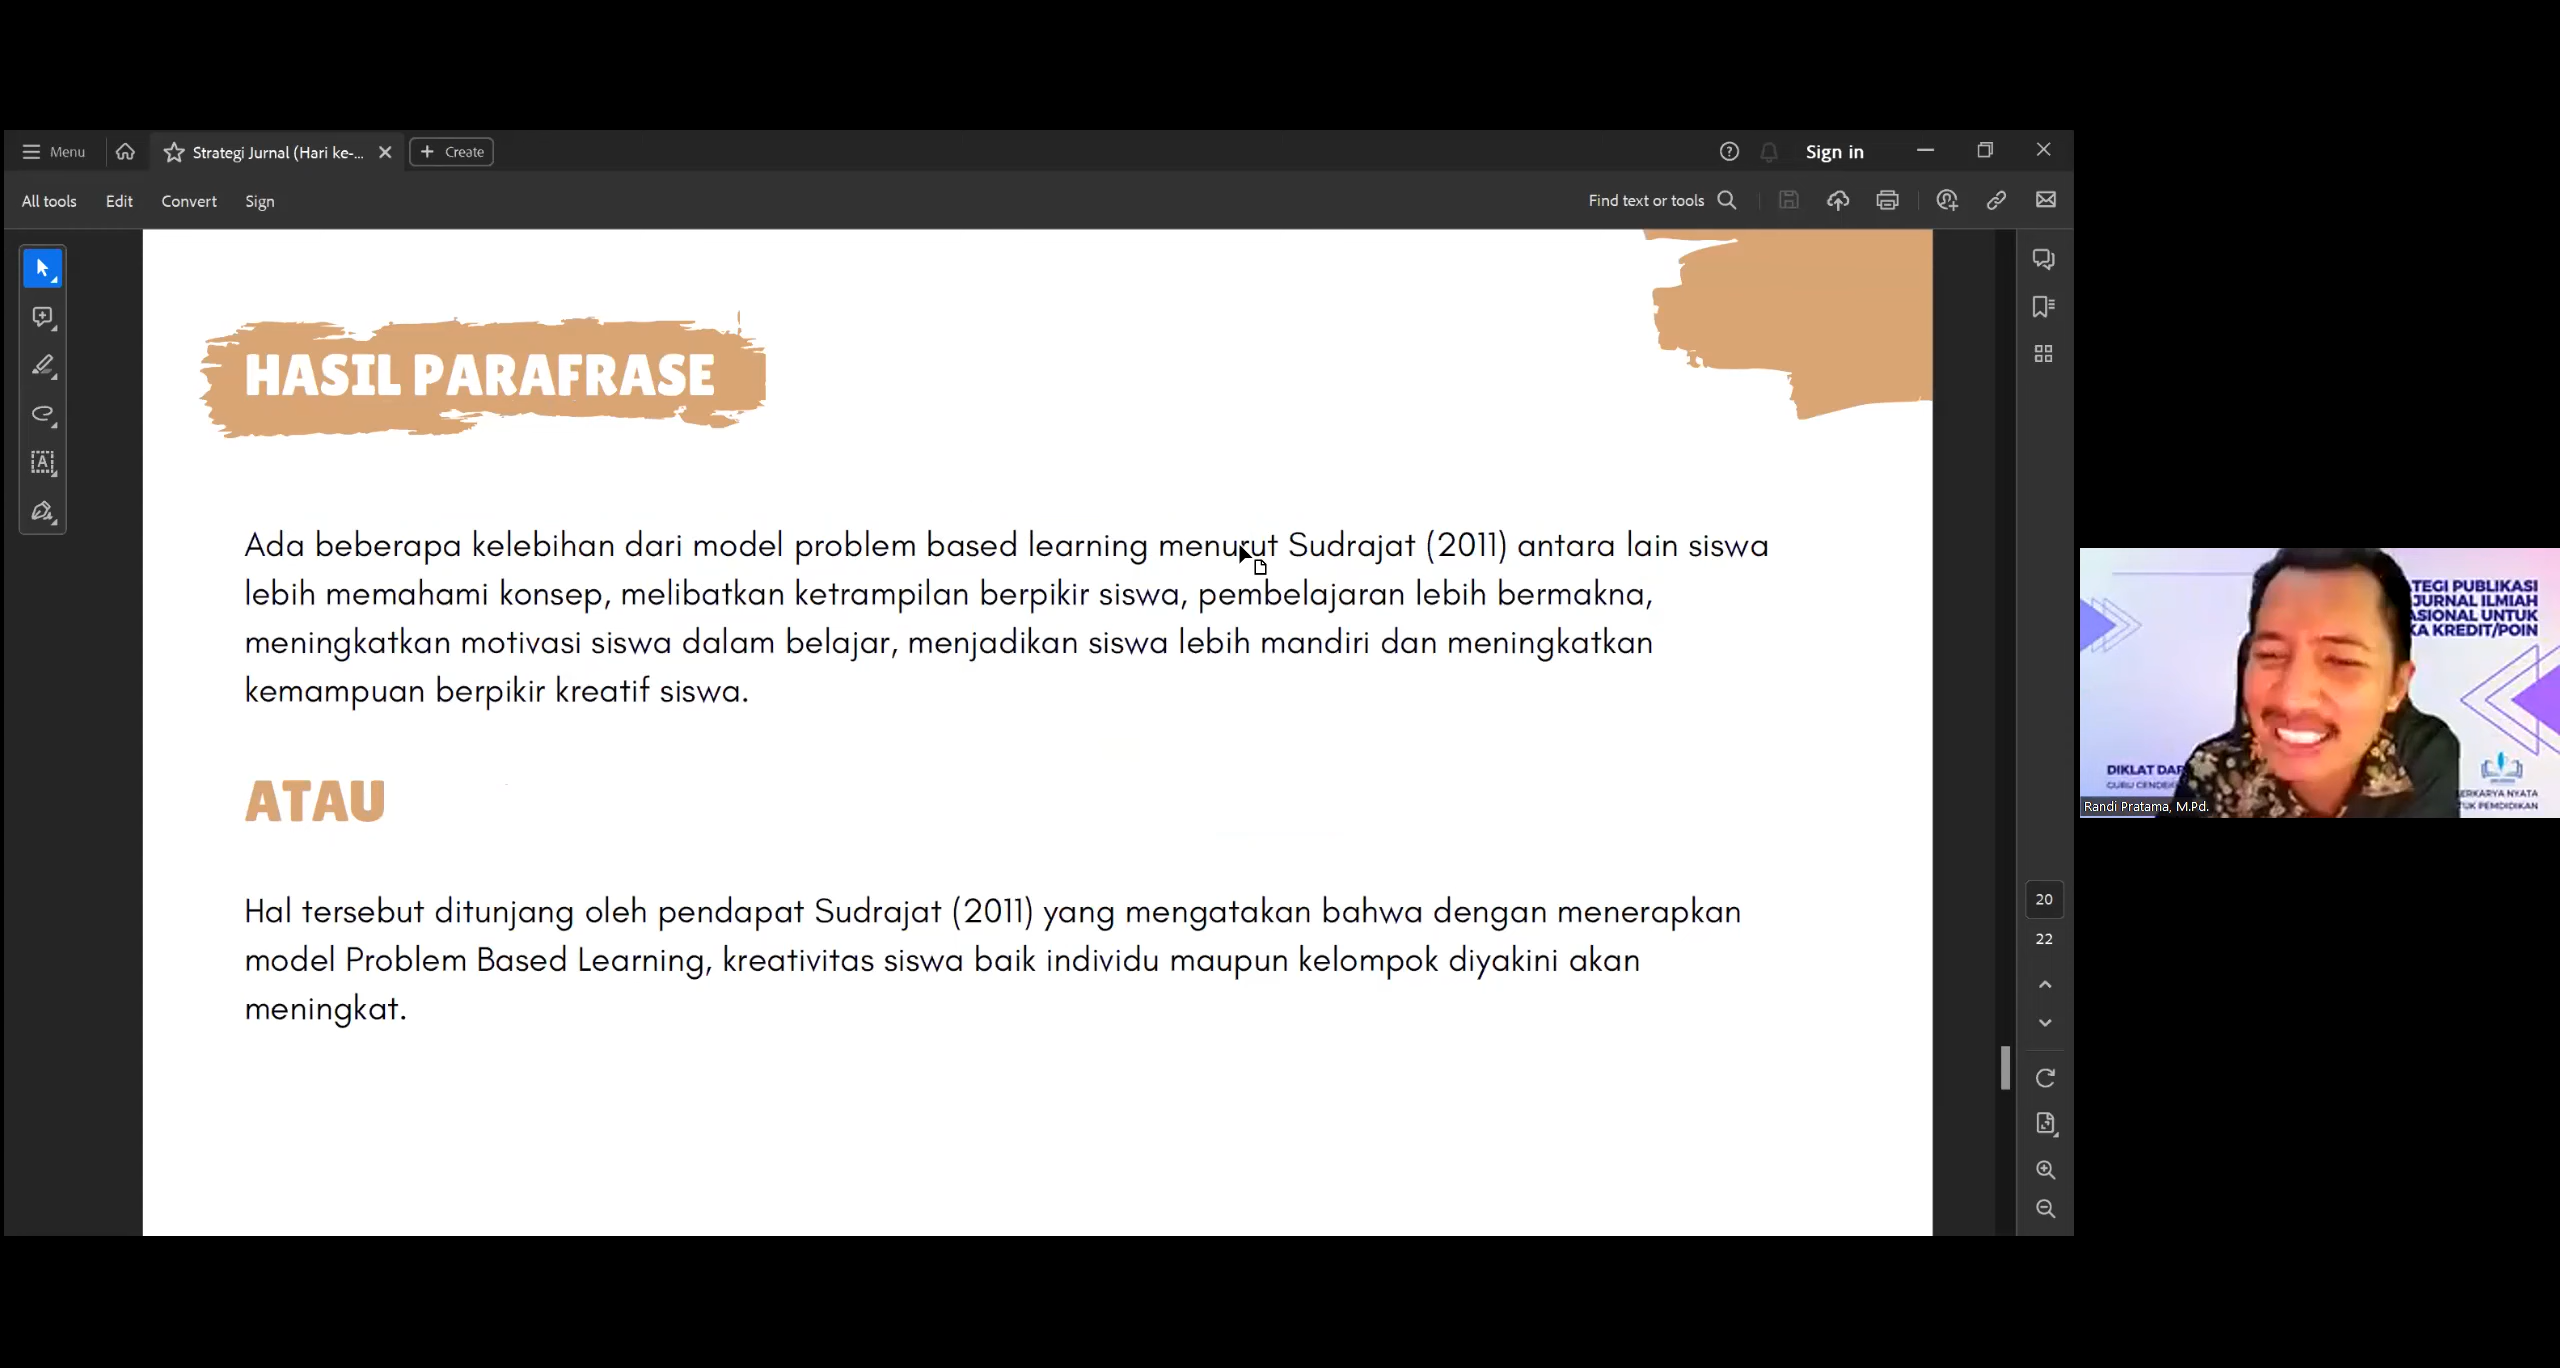 Menu
Strategi Jurnal (Hari ke-...
Create
Sign in
All tools Edit Convert Sign
Find text or tools
HASIL PARAFRASE
Ada beberapa kelebihan dari model problem based learning menurut Sudrajat (2011) antara lain siswa
lebih memahami konsep, melibatkan ketrampilan berpikir siswa, pembelajaran lebih bermakna,
meningkatkan motivasi siswa dalam belajar, menjadikan siswa lebih mandiri dan meningkatkan
kemampuan berpikir kreatif siswa.
ATAU
Hal tersebut ditunjang oleh pendapat Sudrajat (2011) yang mengatakan bahwa dengan menerapkan
model Problem Based Learning, kreativitas siswa baik individu maupun kelompok diyakini akan
meningkat.
20
22
TEGI PUBLIKASI
JURNAL ILMIAH
ASIONAL UNTUK
KA KREDIT/POIN
DIKLAT DAR
GURU CENDEK
ERKARYA NYATA
TUK PEMDIDIKAN
Randi Pratama, M.Pd.